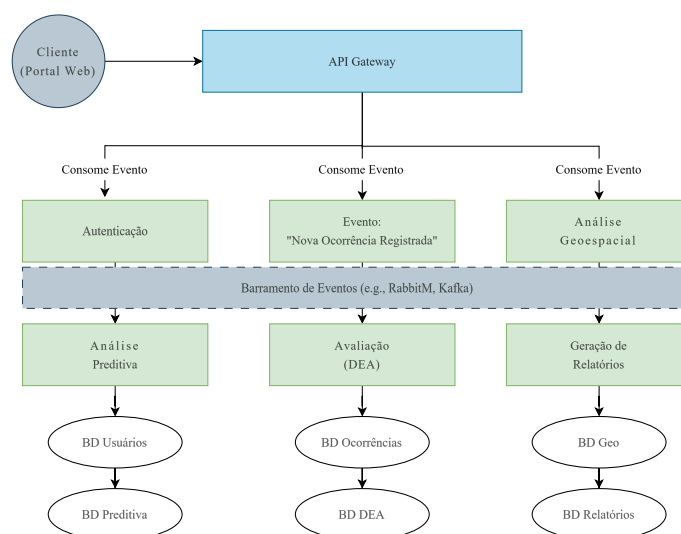 Cliente
(Portal Web)
API Gateway
Consome Evento
Consome Evento
Consome Evento
Autenticação
Evento:
"Nova Ocorrência Registrada"
Análise
Geoespacial
Barramento de Eventos (e.g., RabbitM, Kafka)
Análise
Preditiva
Avaliação
(DEA)
Geração de
Relatórios
BD Usuários
BD Ocorrências
BD Geo
BD Preditiva
BD DEA
BD Relatórios